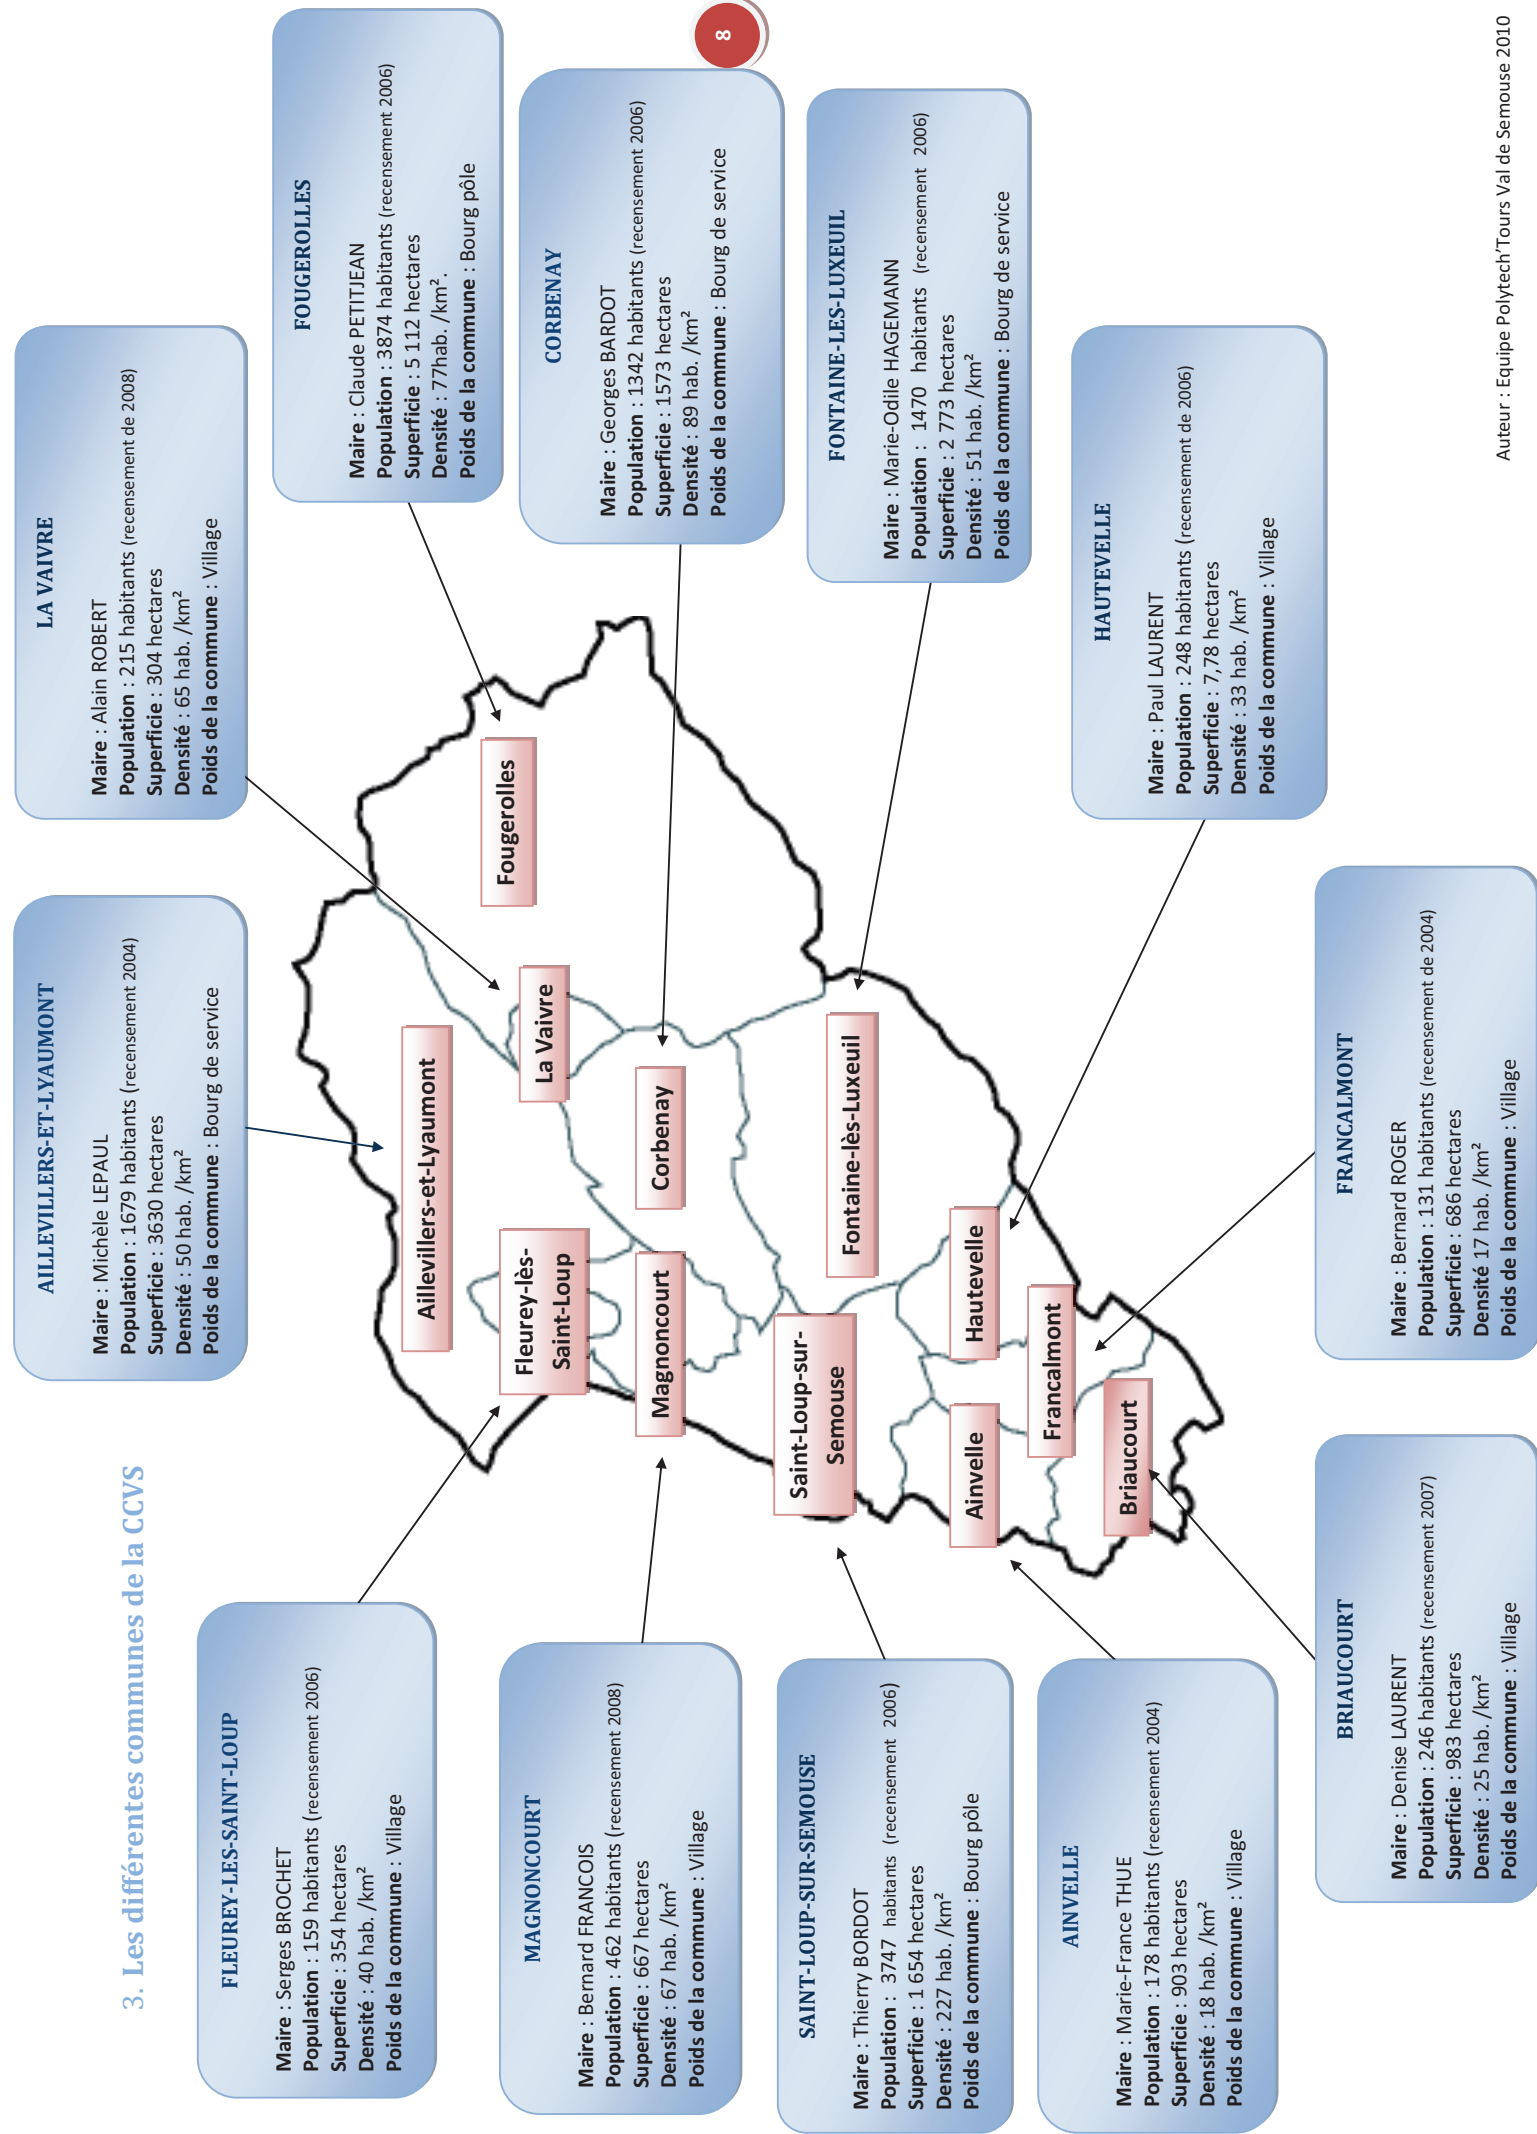 3. Les différentes communes de la CCVS
FLEUREY-LES-SAINT-LOUP
Maire : Serges BROCHET
Population : 159 habitants (recensement 2006)
Superficie : 354 hectares
Densité : 40 hab. /km²
Poids de la commune : Village
MAGNONCOURT
Maire : Bernard FRANCOIS
Population : 462 habitants (recensement 2008)
Superficie : 667 hectares
Densité : 67 hab. /km²
Poids de la commune : Village
SAINT-LOUP-SUR-SEMOUSE
Maire : Thierry BORDOT
Population : 3747 habitants (recensement 2006)
Superficie : 1 654 hectares
Densité : 227 hab. /km²
Poids de la commune : Bourg pôle
AINVELLE
Maire : Marie-France THUE
Population : 178 habitants (recensement 2004)
Superficie : 903 hectares
Densité : 18 hab. /km²
Poids de la commune : Village
BRIAUCOURT
Maire : Denise LAURENT
Population : 246 habitants (recensement 2007)
Superficie : 983 hectares
Densité : 25 hab. /km²
Poids de la commune : Village
AILLEVILLERS-ET-LYAUMONT
Maire : Michèle LEPAUL
Population : 1679 habitants (recensement 2004)
Superficie : 3630 hectares
Densité : 50 hab. /km²
Poids de la commune : Bourg de service
Aillevillers-et-Lyaumont
Fleurey-lès-
Saint-Loup
Magnoncourt
La Vaivre
Fougerolles
Corbenay
Saint-Loup-sur-
Semouse
Fontaine-lès-Luxeuil
Ainvelle
Hautevelle
Francalmont
Briaucourt
FRANCALMONT
Maire : Bernard ROGER
Population : 131 habitants (recensement de 2004)
Superficie : 686 hectares
Densité 17 hab. /km²
Poids de la commune : Village
LA VAIVRE
Maire : Alain ROBERT
Population : 215 habitants (recensement de 2008)
Superficie : 304 hectares
Densité : 65 hab. /km²
Poids de la commune : Village
FOUGEROLLES
Maire : Claude PETITJEAN
Population : 3874 habitants (recensement 2006)
Superficie : 5 112 hectares
Densité : 77hab. /km².
Poids de la commune : Bourg pôle
CORBENAY
Maire : Georges BARDOT
Population : 1342 habitants (recensement 2006)
Superficie : 1573 hectares
Densité : 89 hab. /km²
Poids de la commune : Bourg de service
FONTAINE-LES-LUXEUIL
Maire : Marie-Odile HAGEMANN
Population : 1470 habitants (recensement 2006)
Superficie : 2 773 hectares
Densité : 51 hab. /km²
Poids de la commune : Bourg de service
HAUTEVELLE
Maire : Paul LAURENT
Population : 248 habitants (recensement de 2006)
Superficie : 7,78 hectares
Densité : 33 hab. /km²
Poids de la commune : Village
8
Auteur : Equipe Polytech'Tours Val de Semouse 2010